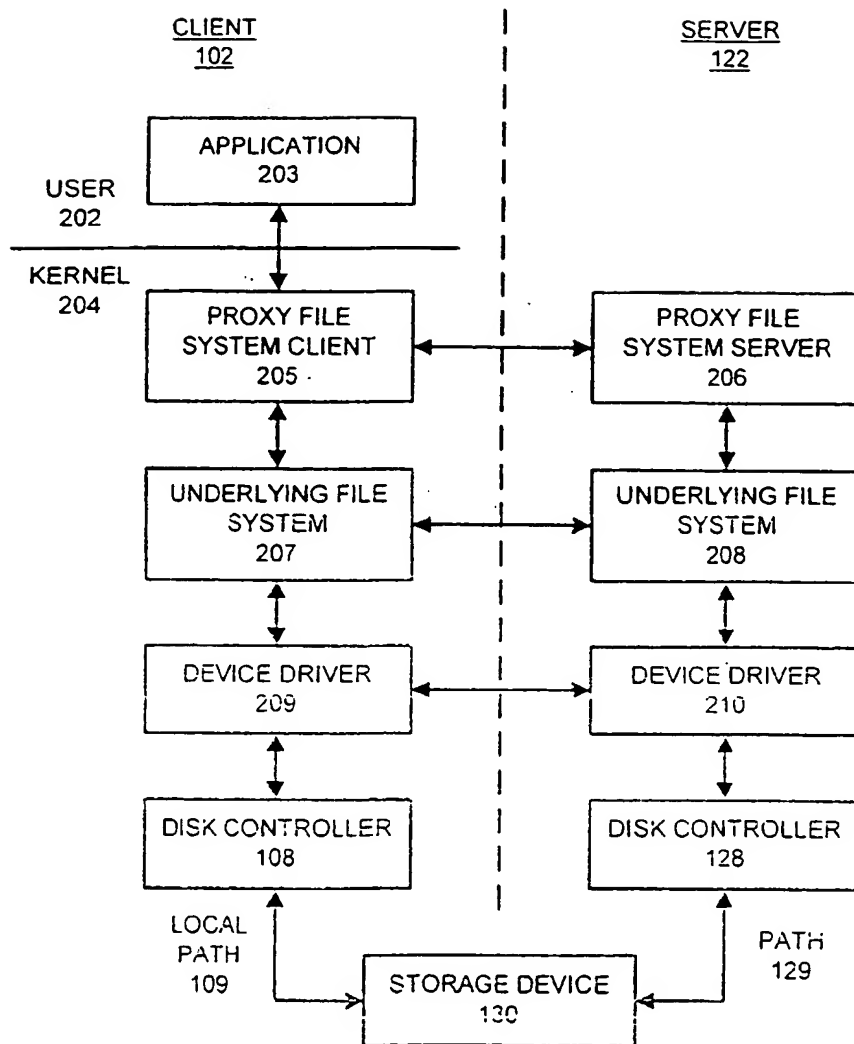 CLIENT
102
SERVER
122
APPLICATION
203
USER
202
KERNEL
204
PROXY FILE
SYSTEM CLIENT
205
PROXY FILE
SYSTEM SERVER
206
UNDERLYING FILE
SYSTEM
207
UNDERLYING FILE
SYSTEM
208
DEVICE DRIVER
209
DEVICE DRIVER
210
DISK CONTROLLER
108
DISK CONTROLLER
128
LOCAL
PATH
109
PATH
129
STORAGE DEVICE
130